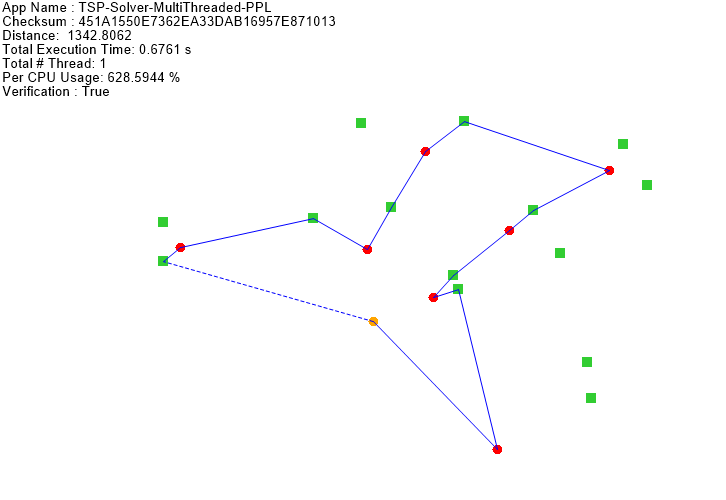 App Name : TSP-Solver-MultiThreaded-PPL
Checksum : 451A1550E7362EA33DAB16957E871013
Distance:  1342.8062
Total Execution Time: 0.6761 s
Total # Thread: 1
Per CPU Usage: 628.5944 %
Verification : True